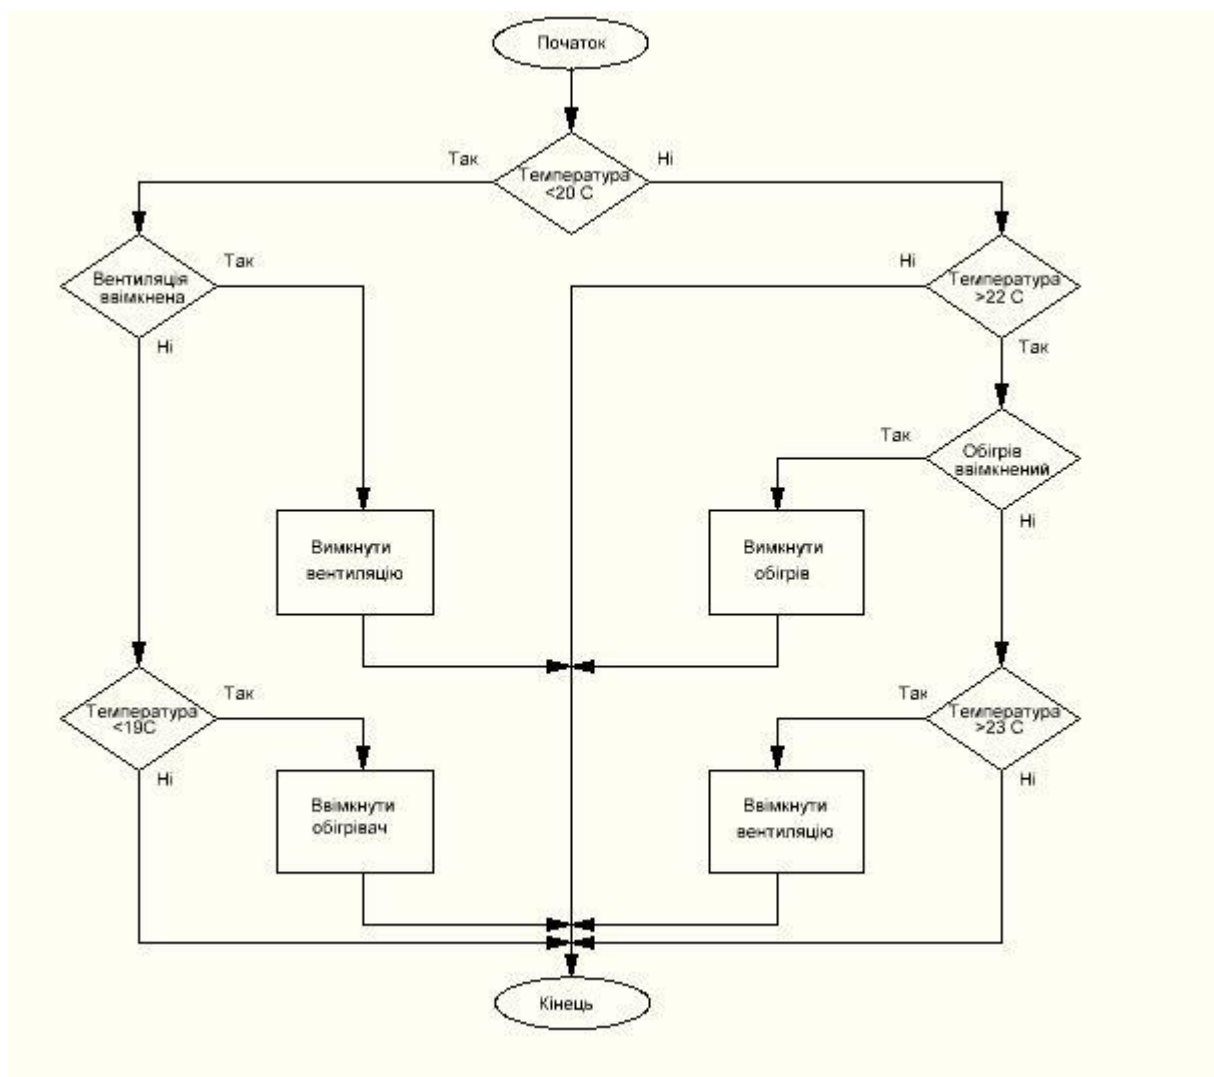 Початок
Так
Ні
Температура
<20 С
Вентиляція
ввімкнена
Так
Ні
Ні
Температура
>22 С
Так
Так
Обігрів
ввімкнений
Ні
Вимкнути
вентиляцію
Вимкнути
обігрів
Температура
<19С
Так
Ні
Так
Температура
>23 С
Ні
Ввімкнути
обігрівач
Ввімкнути
вентиляцію
Кінець